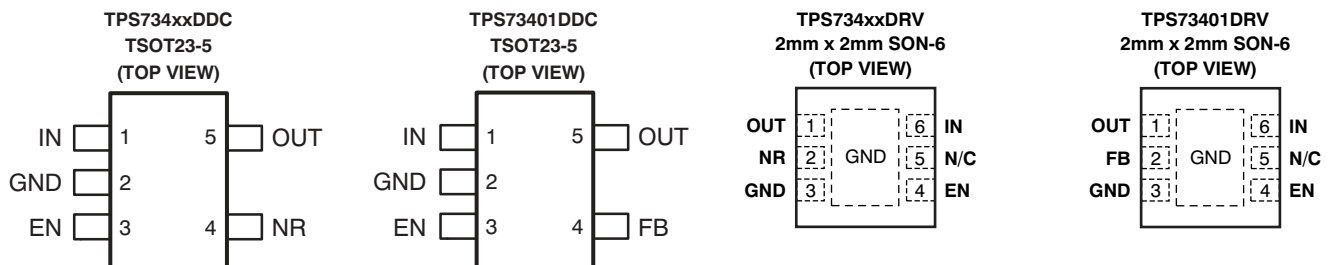 TPS734xxDDC
TSOT23-5
(TOP VIEW)
IN 1 5 OUT
GND 2
EN 3 4 NR
TPS73401DDC
TSOT23-5
(TOP VIEW)
IN 1 5 OUT
GND 2
EN 3 4 FB
TPS734xxDRV
2mm x 2mm SON-6
(TOP VIEW)
OUT 1 6 IN
NR 2 GND 5 N/C
GND 3 4 EN
TPS73401DRV
2mm x 2mm SON-6
(TOP VIEW)
OUT 1 6 IN
FB 2 GND 5 N/C
GND 3 4 EN